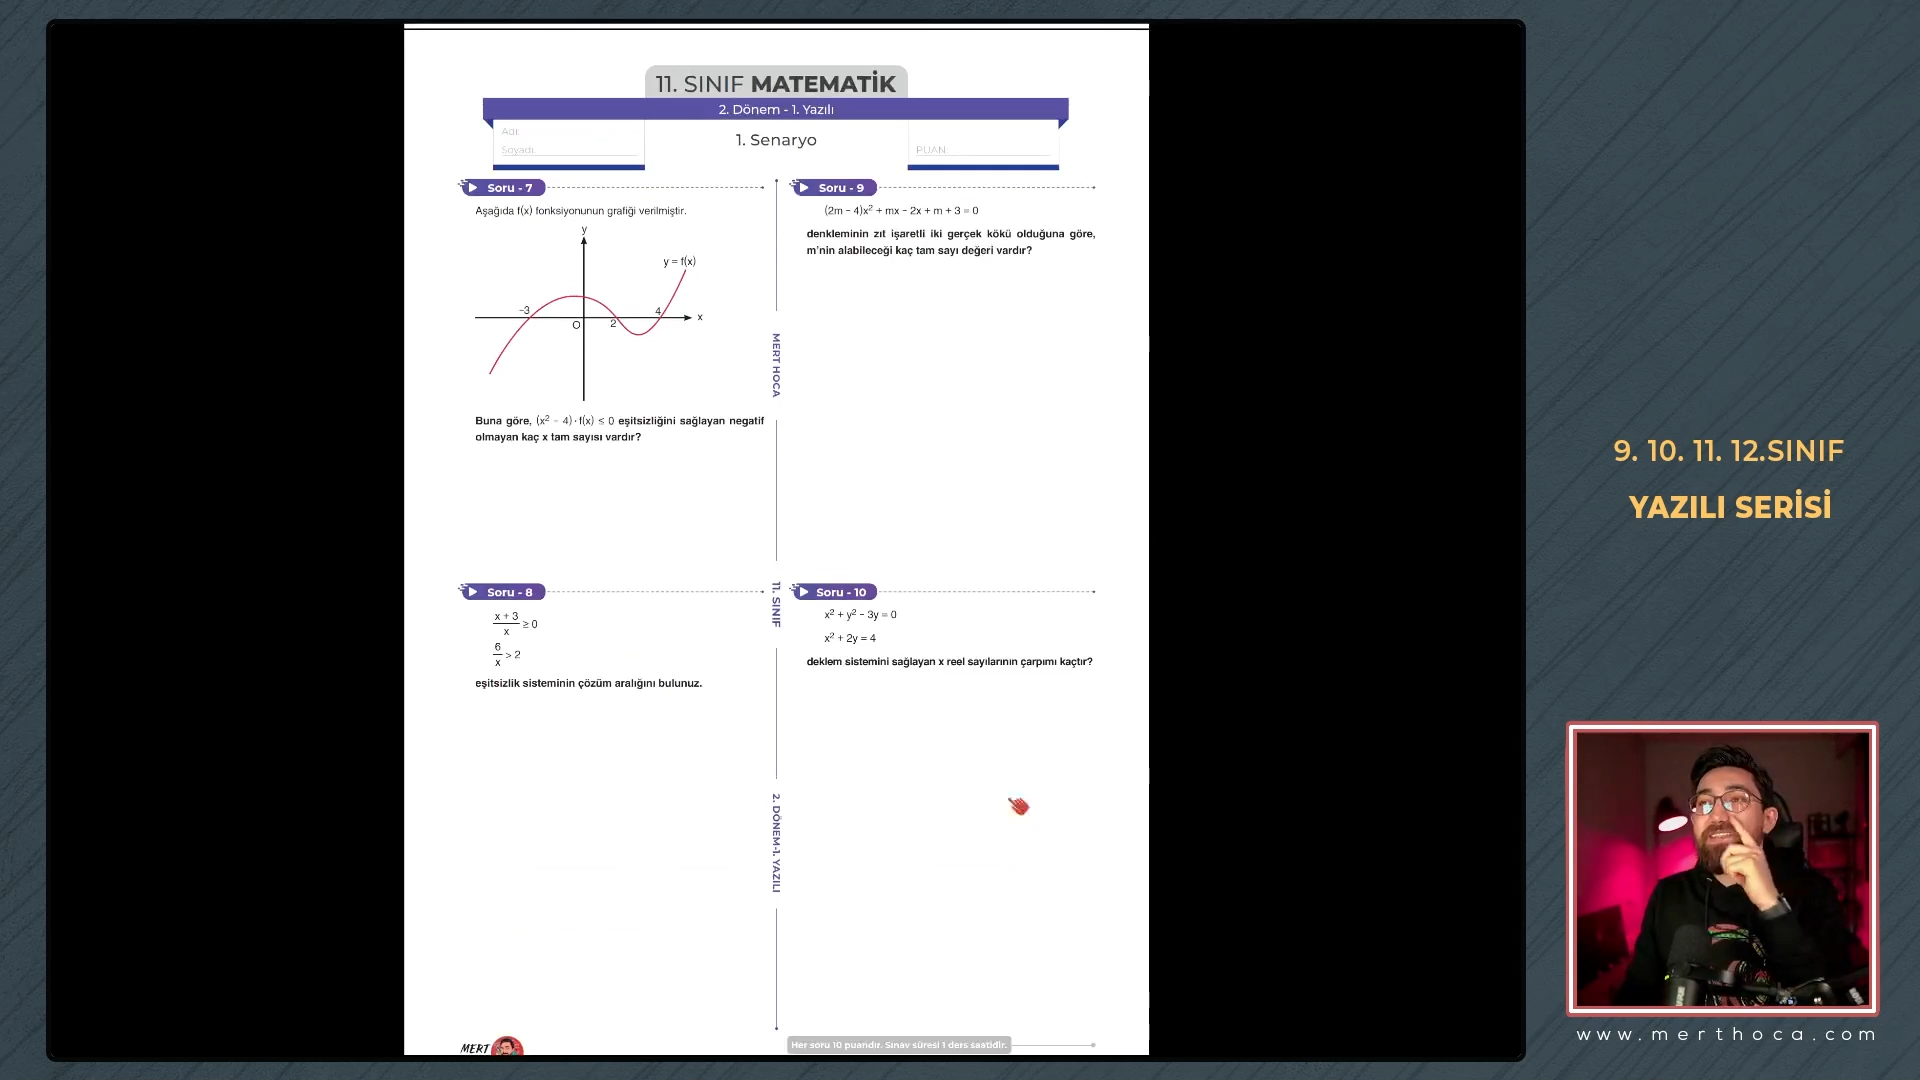 11. SINIF MATEMATİK
2. Dönem - 1. Yazılı
Adı:
Soyadı:
1. Senaryo
PUAN:
Soru - 7
Aşağıda f(x) fonksiyonunun grafiği verilmiştir.
y
y = f(x)
-3
4
x
O
2
Buna göre, (x² - 4) · f(x) ≤ 0 eşitsizliğini sağlayan negatif
olmayan kaç x tam sayısı vardır?
Soru - 8
x + 3
x
≥ 0
6
x
> 2
eşitsizlik sisteminin çözüm aralığını bulunuz.
MERT HOCA
11. SINIF
2. DÖNEM-1. YAZILI
Soru - 9
(2m - 4)x² + mx - 2x + m + 3 = 0
denkleminin zıt işaretli iki gerçek kökü olduğuna göre,
m'nin alabileceği kaç tam sayı değeri vardır?
Soru - 10
x² + y² - 3y = 0
x² + 2y = 4
deklem sistemini sağlayan x reel sayılarının çarpımı kaçtır?
MERT
Her soru 10 puandır. Sınav süresi 1 ders saatidir.
9. 10. 11. 12.SINIF
YAZILI SERİSİ
www.merthoca.com